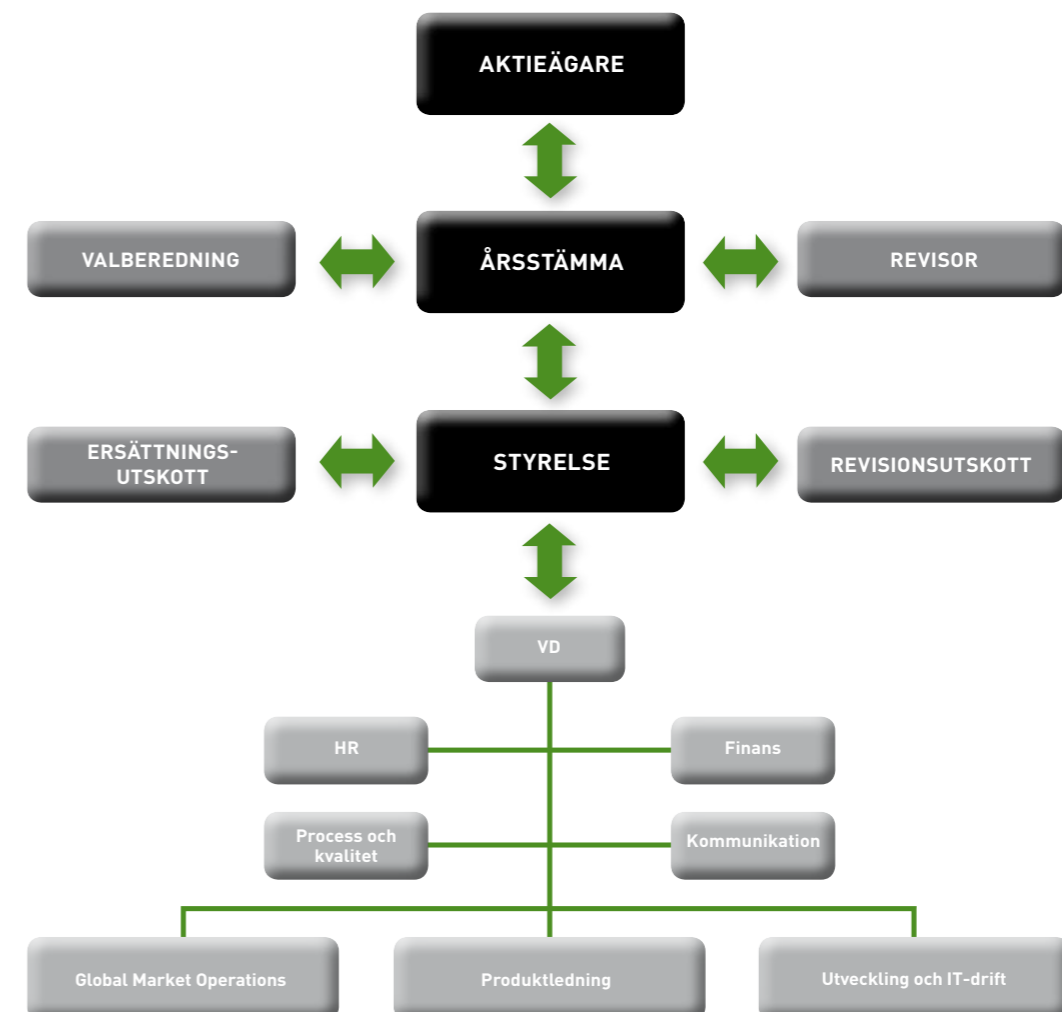 AKTIEÄGARE
VALBEREDNING
ÅRSSTÄMMA
REVISOR
ERSÄTTNINGS-
UTSKOTT
STYRELSE
REVISIONSUTSKOTT
VD
HR
Finans
Process och
kvalitet
Kommunikation
Global Market Operations
Produktledning
Utveckling och IT-drift